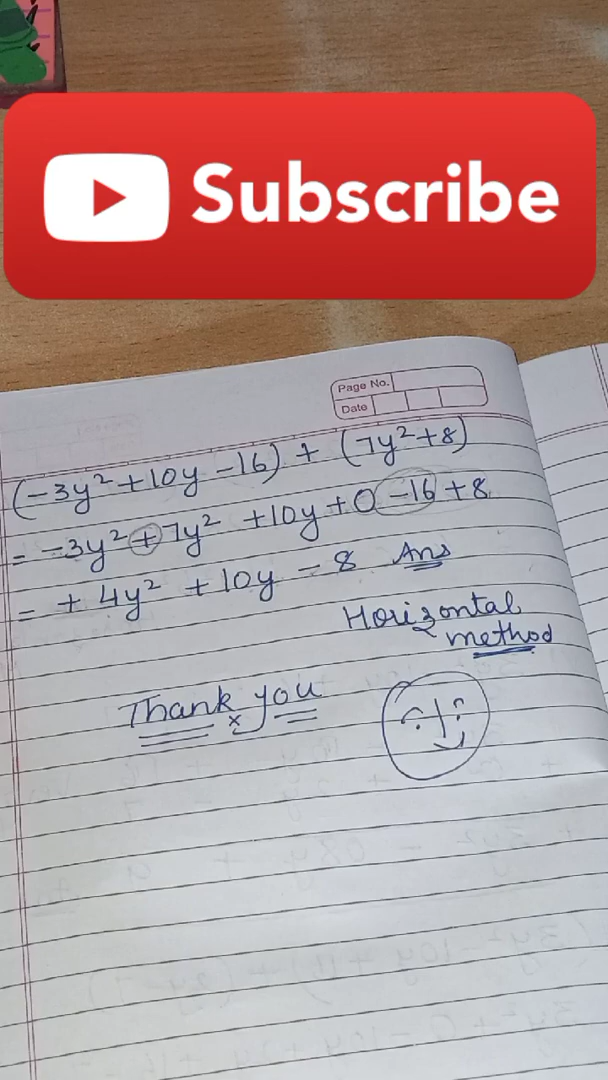 Subscribe
Page No.
Date
(-3y²+10y-16) + (7y²+8)
= -3y²+7y² +10y+0-16+8
= +4y² +10y - 8 Ans
Horizontal
method
Thank you